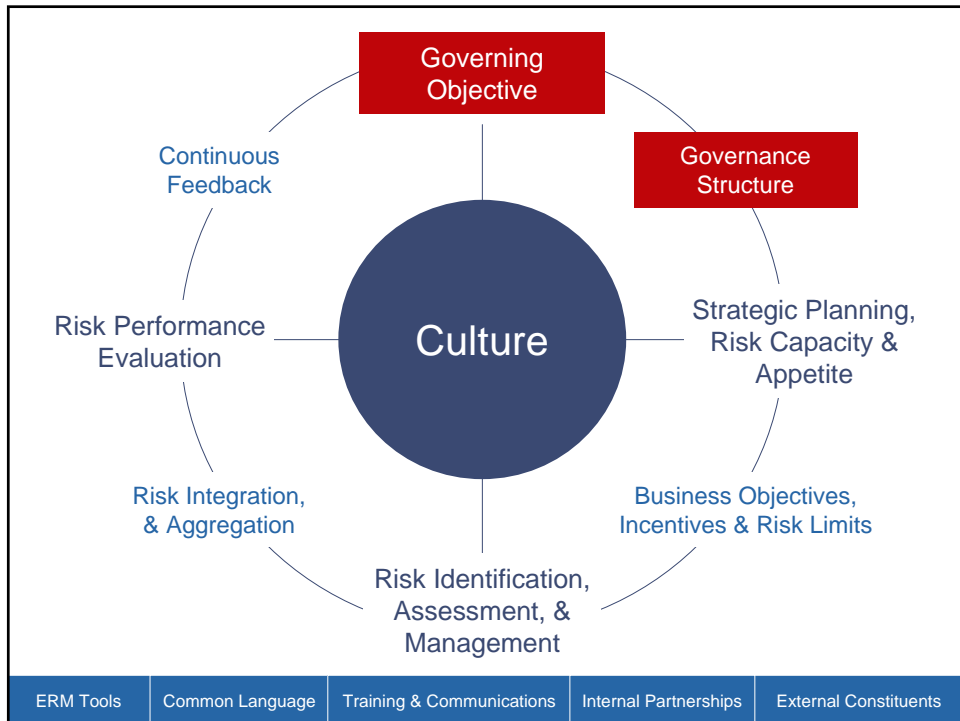 Governing
Objective
Governance
Structure
Strategic Planning,
Risk Capacity &
Appetite
Business Objectives,
Incentives & Risk Limits
Risk Identification,
Assessment, &
Management
Risk Integration,
& Aggregation
Risk Performance
Evaluation
Continuous
Feedback
Culture
ERM Tools
Common Language
Training & Communications
Internal Partnerships
External Constituents